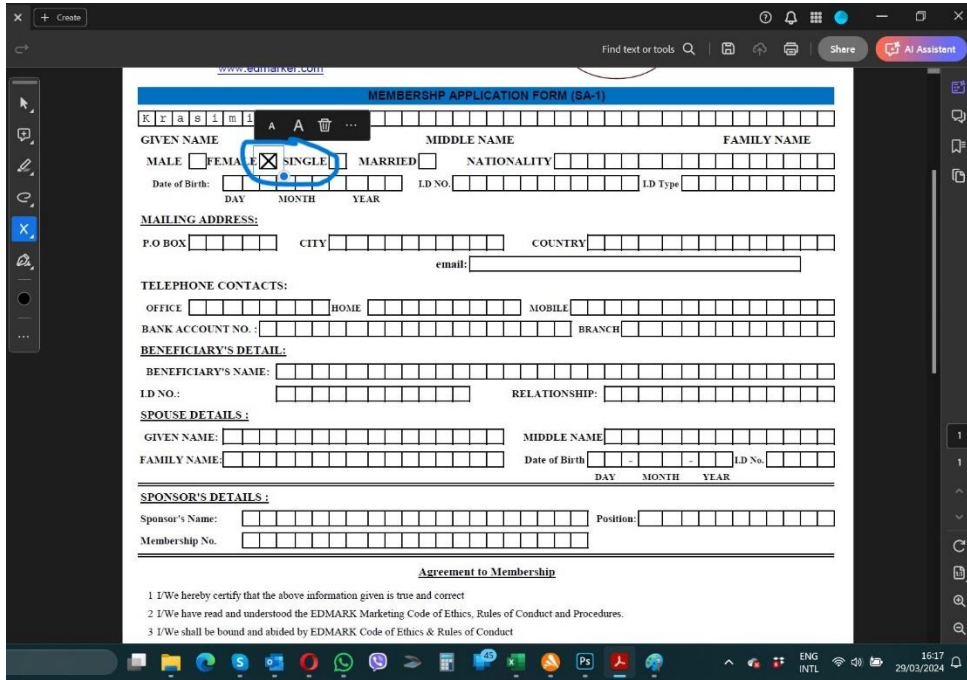 + Create
Find text or tools
Share
AI Assistant
www.edmarker.com
MEMBERSHP APPLICATION FORM (SA-1)
K r a s i m i
A A ...
GIVEN NAME MIDDLE NAME FAMILY NAME
MALE FEMALE X SINGLE MARRIED NATIONALITY
Date of Birth: I.D NO. I.D Type
DAY MONTH YEAR
MAILING ADDRESS:
P.O BOX CITY COUNTRY
email:
TELEPHONE CONTACTS:
OFFICE HOME MOBILE
BANK ACCOUNT NO. : BRANCH
BENEFICIARY'S DETAIL:
BENEFICIARY'S NAME:
I.D NO.: RELATIONSHIP:
SPOUSE DETAILS :
GIVEN NAME: MIDDLE NAME
FAMILY NAME: Date of Birth - - I.D No.
DAY MONTH YEAR
SPONSOR'S DETAILS :
Sponsor's Name: Position:
Membership No.
Agreement to Membership
1 I/We hereby certify that the above information given is true and correct
2 I/We have read and understood the EDMARK Marketing Code of Ethics, Rules of Conduct and Procedures.
3 I/We shall be bound and abided by EDMARK Code of Ethics & Rules of Conduct
1
1
45
Ps
ENG
INTL
16:17
29/03/2024